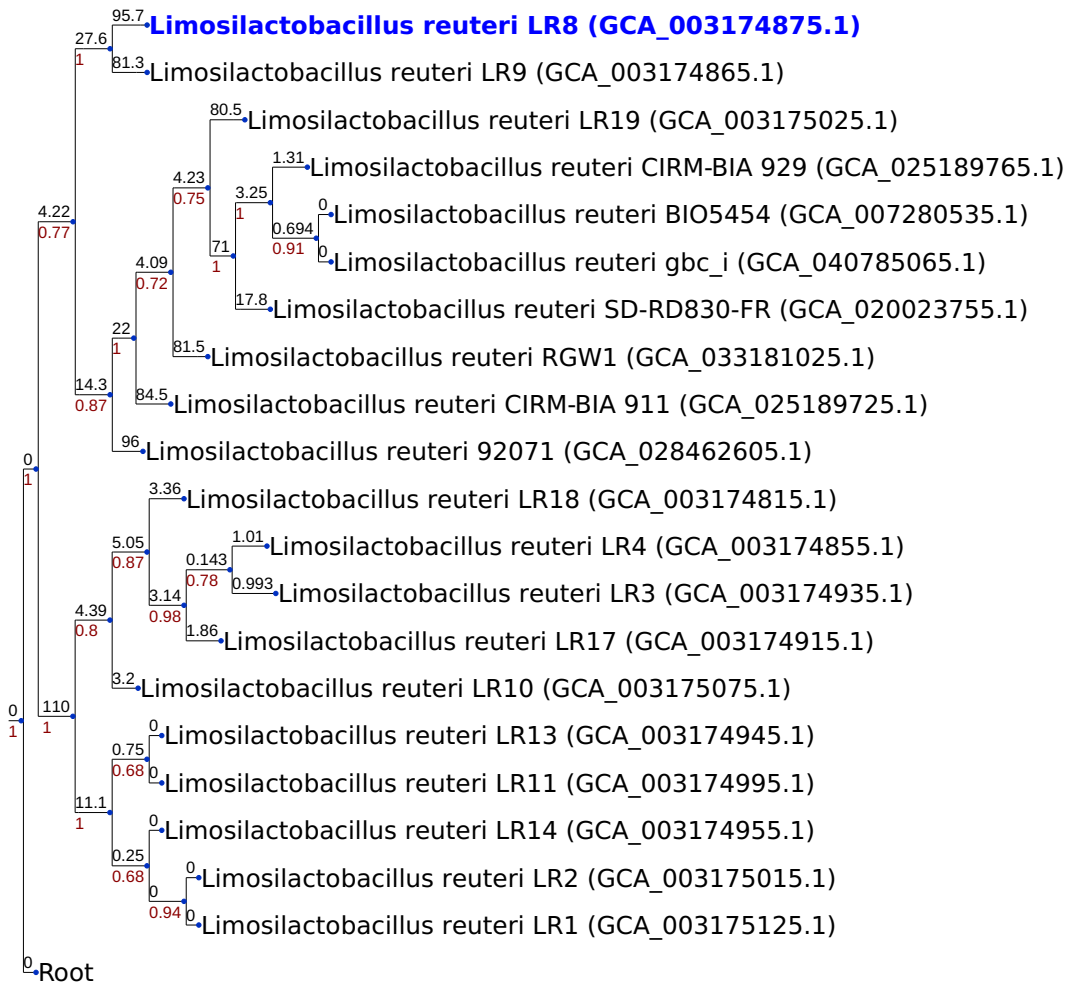 95.7
Limosilactobacillus reuteri LR8 (GCA_003174875.1)
27.6
1
81.3
Limosilactobacillus reuteri LR9 (GCA_003174865.1)
80.5
Limosilactobacillus reuteri LR19 (GCA_003175025.1)
1.31
Limosilactobacillus reuteri CIRM-BIA 929 (GCA_025189765.1)
4.23
0.75
3.25
1
0
Limosilactobacillus reuteri BIO5454 (GCA_007280535.1)
4.22
0.77
0.694
0.91
71
1
0
Limosilactobacillus reuteri gbc_i (GCA_040785065.1)
4.09
0.72
17.8
Limosilactobacillus reuteri SD-RD830-FR (GCA_020023755.1)
22
1
81.5
Limosilactobacillus reuteri RGW1 (GCA_033181025.1)
14.3
0.87
84.5
Limosilactobacillus reuteri CIRM-BIA 911 (GCA_025189725.1)
96
Limosilactobacillus reuteri 92071 (GCA_028462605.1)
0
1
3.36
Limosilactobacillus reuteri LR18 (GCA_003174815.1)
5.05
0.87
1.01
Limosilactobacillus reuteri LR4 (GCA_003174855.1)
0.143
0.78
0.993
Limosilactobacillus reuteri LR3 (GCA_003174935.1)
3.14
0.98
4.39
0.8
1.86
Limosilactobacillus reuteri LR17 (GCA_003174915.1)
3.2
Limosilactobacillus reuteri LR10 (GCA_003175075.1)
0
1
110
1
0
Limosilactobacillus reuteri LR13 (GCA_003174945.1)
0.75
0.68
0
Limosilactobacillus reuteri LR11 (GCA_003174995.1)
11.1
1
0
Limosilactobacillus reuteri LR14 (GCA_003174955.1)
0.25
0.68
0
Limosilactobacillus reuteri LR2 (GCA_003175015.1)
0
0.94
0
Limosilactobacillus reuteri LR1 (GCA_003175125.1)
0
Root